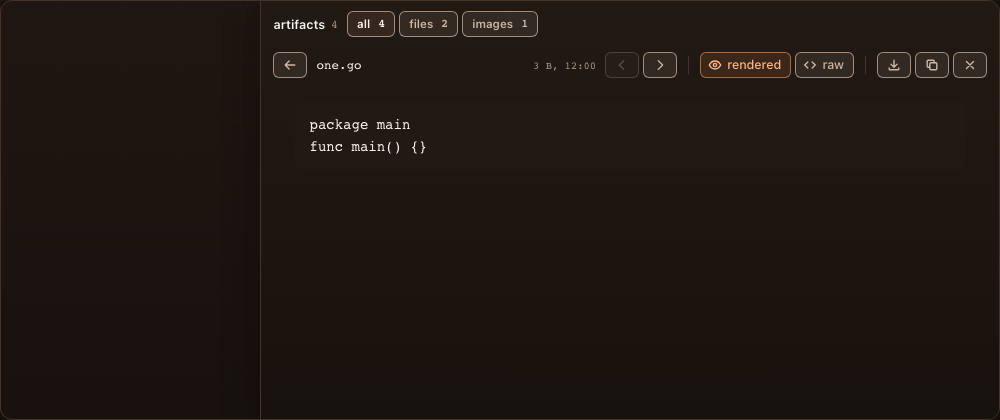 artifacts 4 all 4 files 2 images 1
one.go 3 B, 12:00 rendered raw
package main
func main() {}